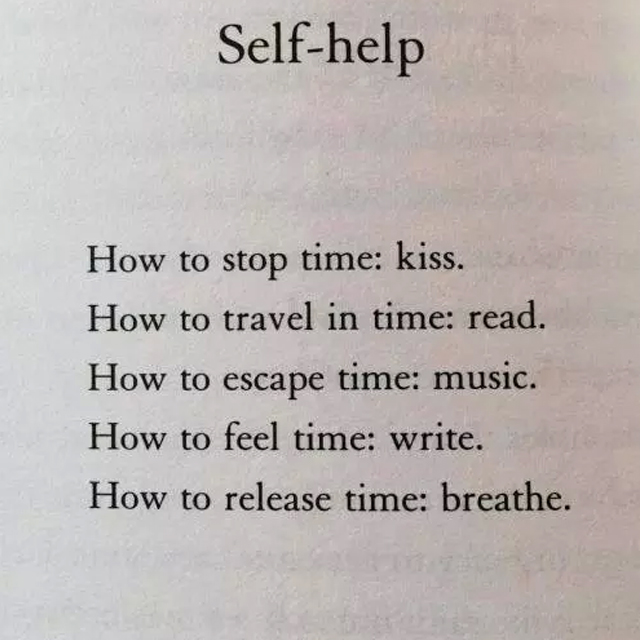 Self-help
How to stop time: kiss.
How to travel in time: read.
How to escape time: music.
How to feel time: write.
How to release time: breathe.